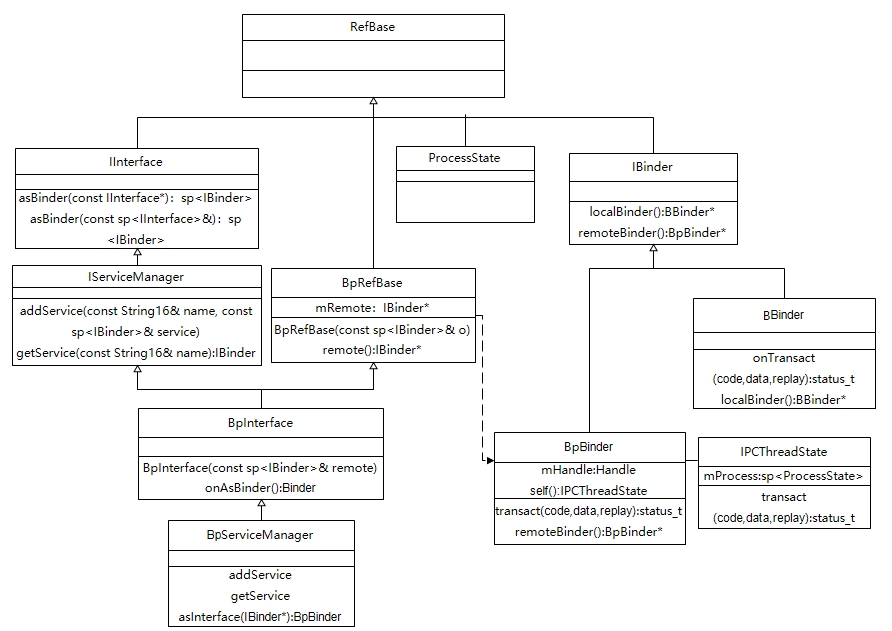 RefBase
IInterface
asBinder(const IInterface*)：sp<IBinder>
asBinder(const sp<IInterface>&)：sp
<IBinder>
ProcessState
IBinder
localBinder():BBinder*
remoteBinder():BpBinder*
IServiceManager
addService(const String16& name, const
sp<IBinder>& service)
getService(const String16& name):IBinder
BpRefBase
mRemote：IBinder*
BpRefBase(const sp<IBinder>& o)
remote():IBinder*
BBinder
onTransact
(code,data,replay):status_t
localBinder():BBinder*
BpInterface
BpInterface(const sp<IBinder>& remote)
onAsBinder():Binder
BpBinder
mHandle:Handle
self():IPCThreadState
transact(code,data,replay):status_t
remoteBinder():BpBinder*
IPCThreadState
mProcess:sp<ProcessState>
transact
(code,data,replay):status_t
BpServiceManager
addService
getService
asInterface(IBinder*):BpBinder